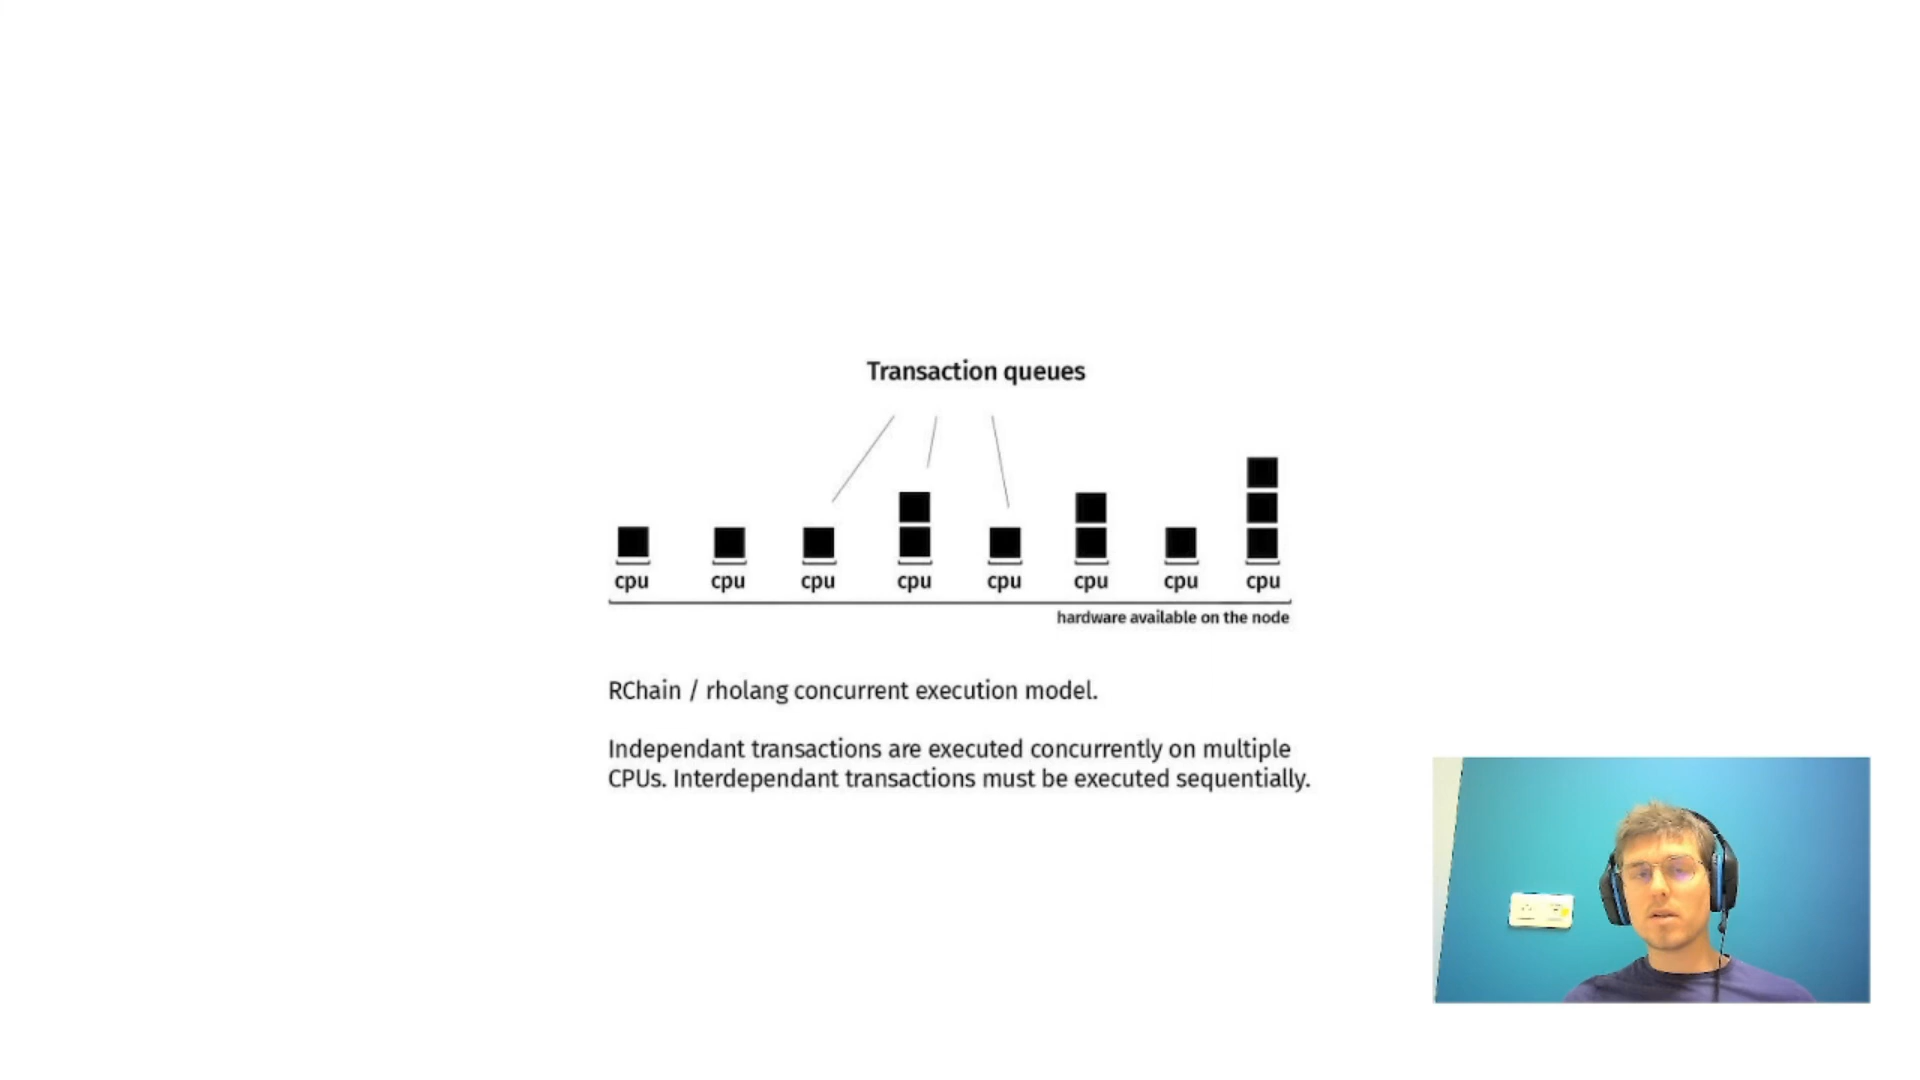 Transaction queues
cpu cpu cpu cpu cpu cpu cpu cpu
hardware available on the node
RChain / rholang concurrent execution model.
Independant transactions are executed concurrently on multiple
CPUs. Interdependant transactions must be executed sequentially.